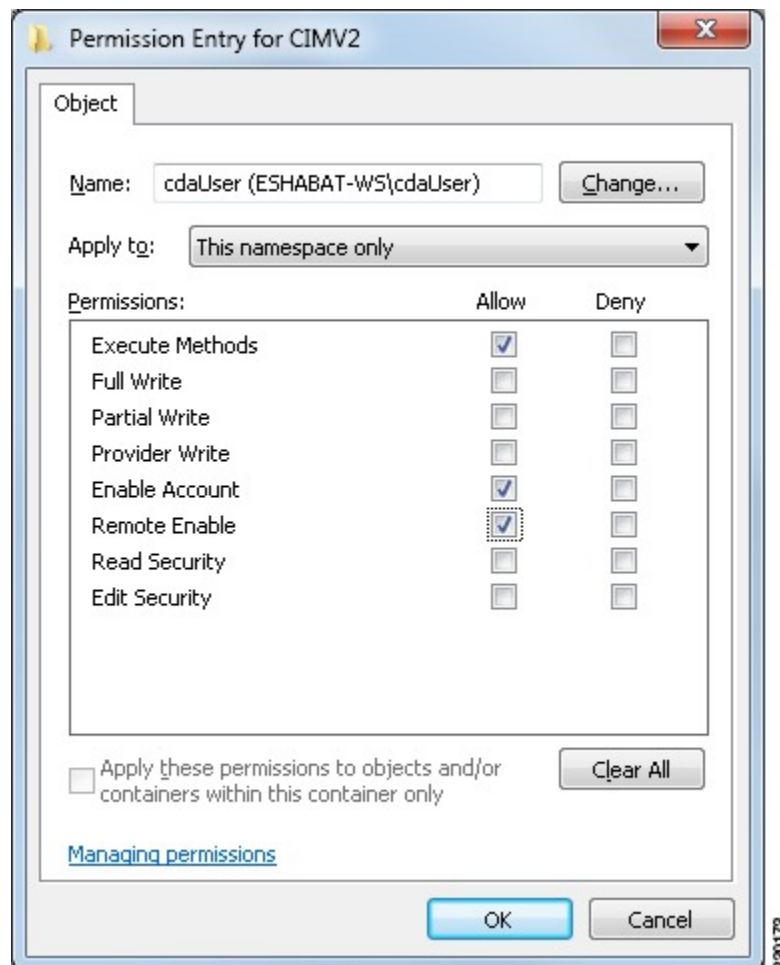 Permission Entry for CIMV2
Object
Name: cdaUser (ESHABAT-WS\cdaUser) Change...
Apply to: This namespace only
Permissions: Allow Deny
Execute Methods
Full Write
Partial Write
Provider Write
Enable Account
Remote Enable
Read Security
Edit Security
Apply these permissions to objects and/or
containers within this container only
Clear All
Managing permissions
OK Cancel